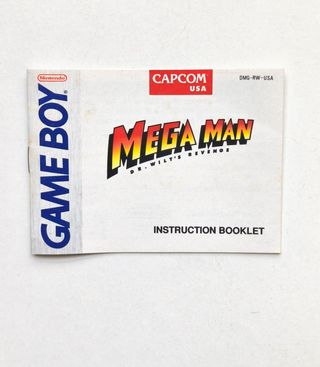 Nintendo
GAME BOY
CAPCOM
USA
DMG-RW-USA
MEGA MAN
DR. WILY'S REVENGE
INSTRUCTION BOOKLET